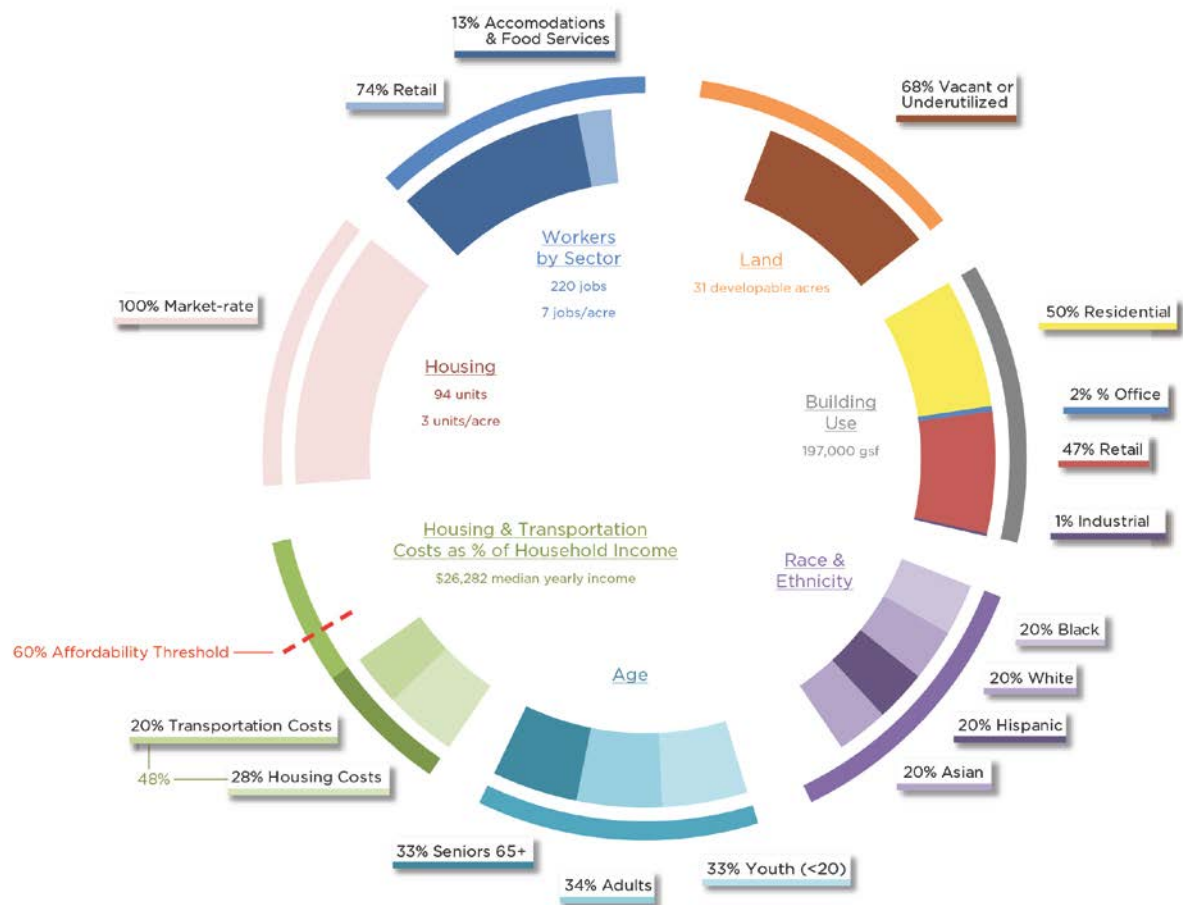 13% Accomodations
& Food Services
74% Retail
68% Vacant or
Underutilized
Workers
by Sector
220 jobs
7 jobs/acre
Land
31 developable acres
100% Market-rate
Housing
94 units
3 units/acre
50% Residential
2% % Office
47% Retail
1% Industrial
Building
Use
197,000 gsf
Housing & Transportation
Costs as % of Household Income
$26,282 median yearly income
Race &
Ethnicity
60% Affordability Threshold
20% Black
20% White
20% Hispanic
20% Asian
Age
20% Transportation Costs
48%
28% Housing Costs
33% Seniors 65+
34% Adults
33% Youth (<20)